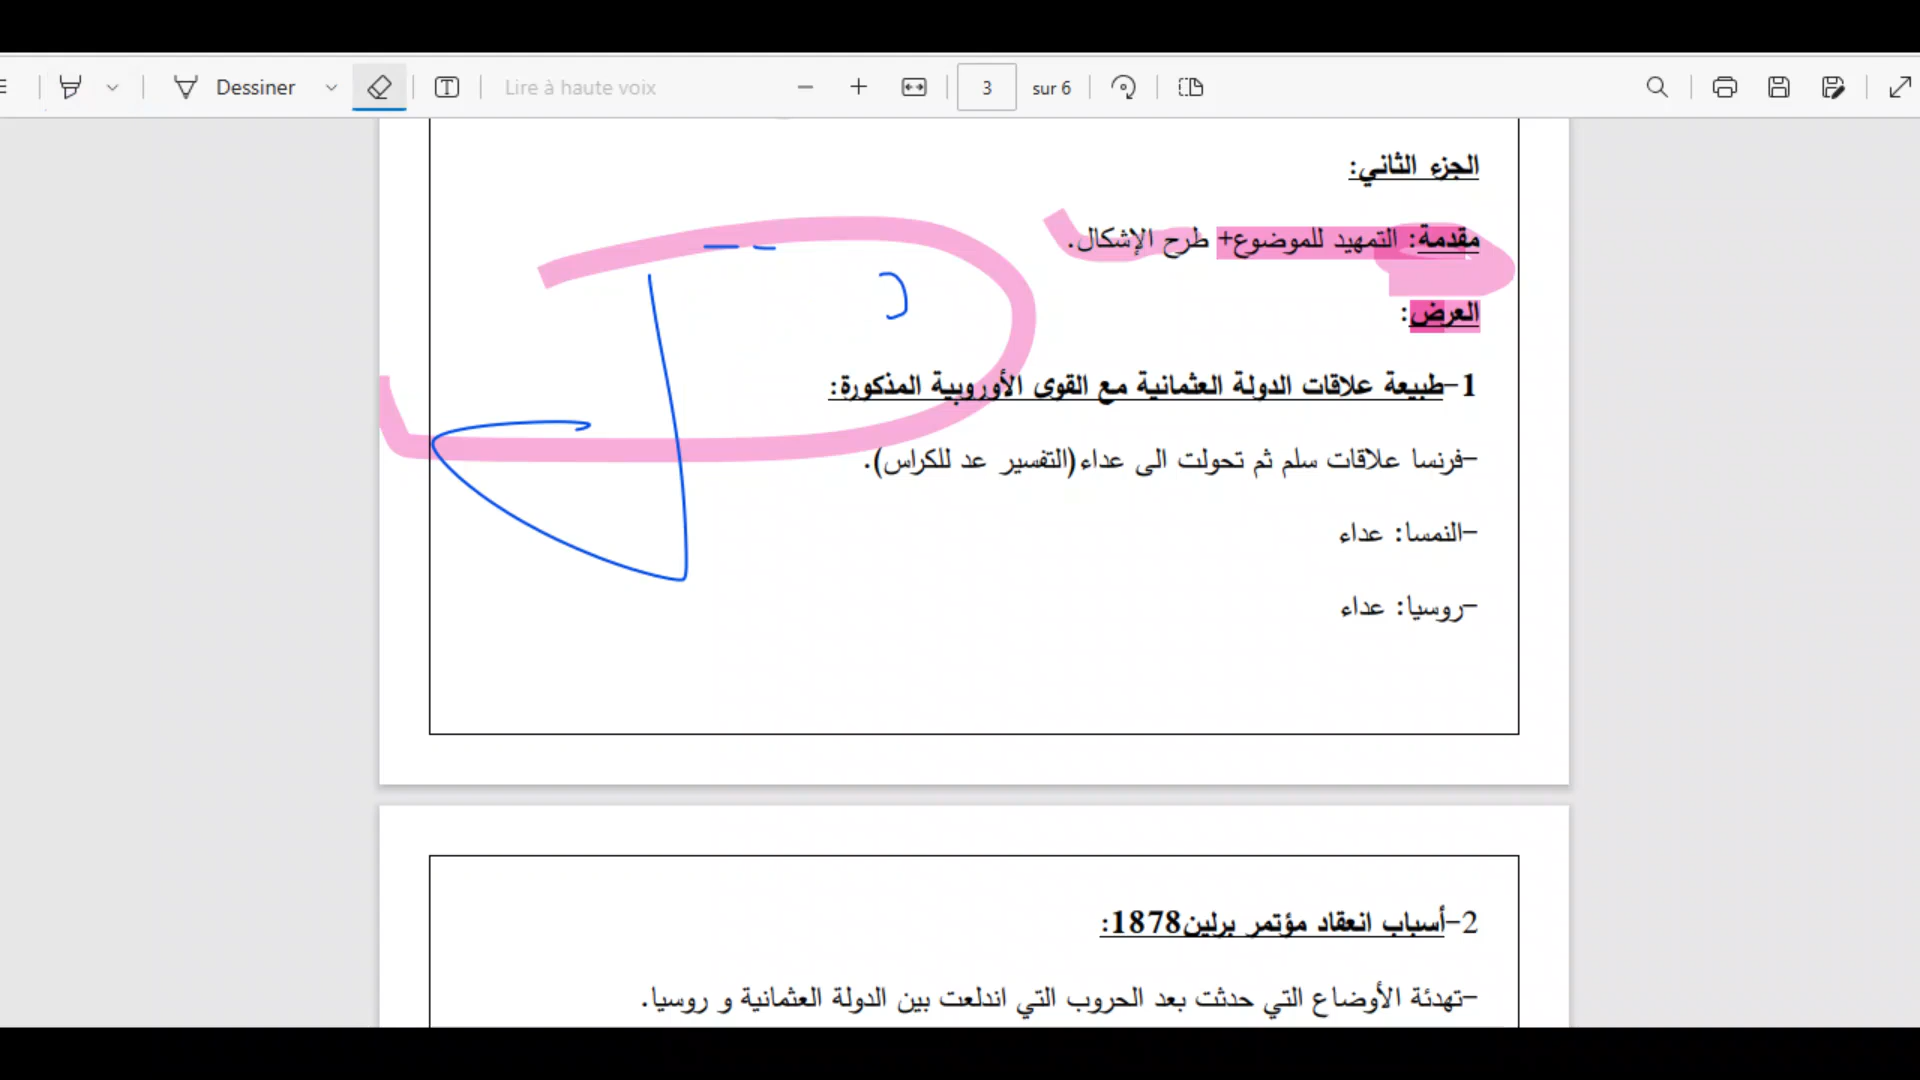 Dessiner
Lire à haute voix
3
sur 6
الجزء الثاني:
مقدمة: التمهيد للموضوع+ طرح الإشكال.
العرض:
1-طبيعة علاقات الدولة العثمانية مع القوى الأوروبية المذكورة:
-فرنسا علاقات سلم ثم تحولت الى عداء(التفسير عد للكراس).
-النمسا: عداء
-روسيا: عداء
2-أسباب انعقاد مؤتمر برلين1878:
-تهدئة الأوضاع التي حدثت بعد الحروب التي اندلعت بين الدولة العثمانية و روسيا.